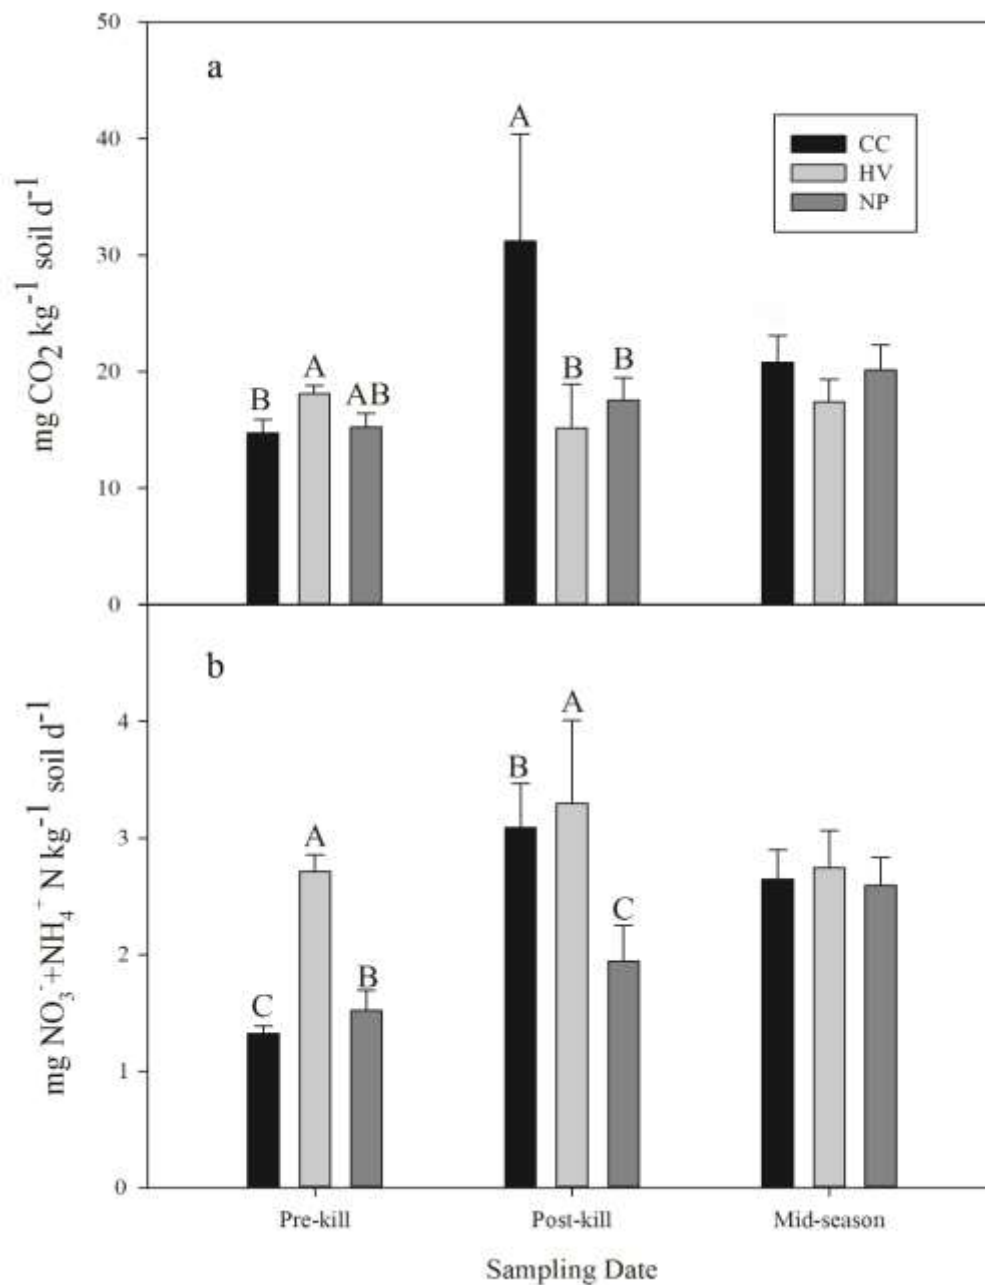 50
a
A
40
CC
HV
NP
mg CO2 kg-1 soil d-1
30
20
B A AB
B B
10
0
b
A
4
B
mg NO3-+NH4- N kg-1 soil d-1
3
A
C
2
C B
1
0
Pre-kill Post-kill Mid-season
Sampling Date